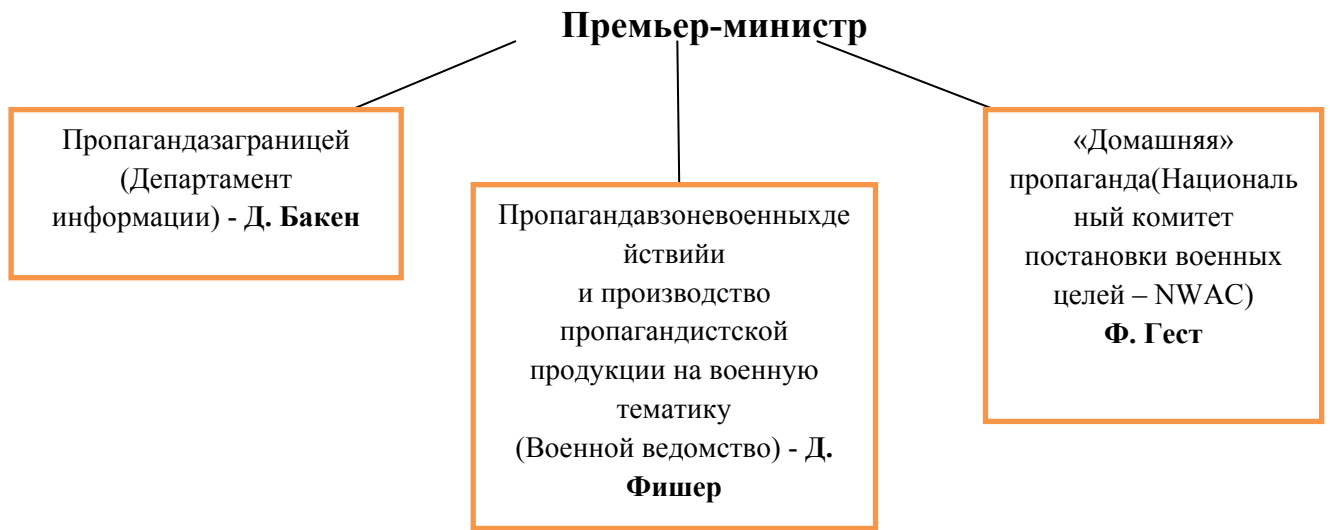 Премьер-министр
Пропагандазаграницей
(Департамент
информации) - Д. Бакен
Пропагандавзоневоенныхде
йствийи
и производство
пропагандистской
продукции на военную
тематику
(Военной ведомство) - Д.
Фишер
«Домашняя»
пропаганда(Националь
ный комитет
постановки военных
целей – NWAC)
Ф. Гест